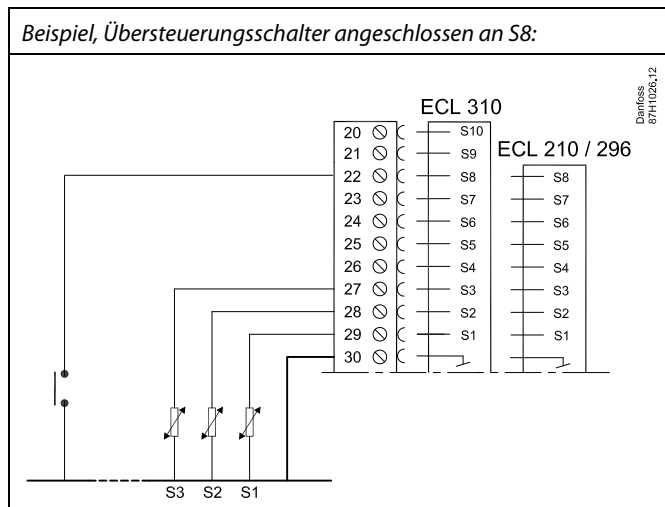 Beispiel, Übersteuerungsschalter angeschlossen an S8:
Danfoss
87H1026.12
ECL 310
ECL 210 / 296
20 S10
21 S9
22 S8 S8
23 S7 S7
24 S6 S6
25 S5 S5
26 S4 S4
27 S3 S3
28 S2 S2
29 S1 S1
30
S3 S2 S1